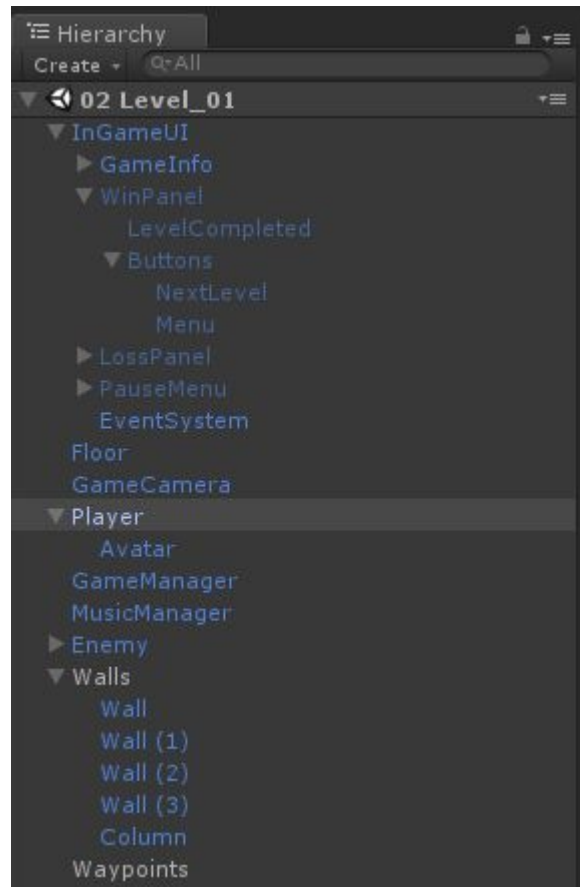 Hierarchy
Create All
02 Level_01
InGameUI
GameInfo
WinPanel
LevelCompleted
Buttons
NextLevel
Menu
LossPanel
PauseMenu
EventSystem
Floor
GameCamera
Player
Avatar
GameManager
MusicManager
Enemy
Walls
Wall
Wall (1)
Wall (2)
Wall (3)
Column
Waypoints